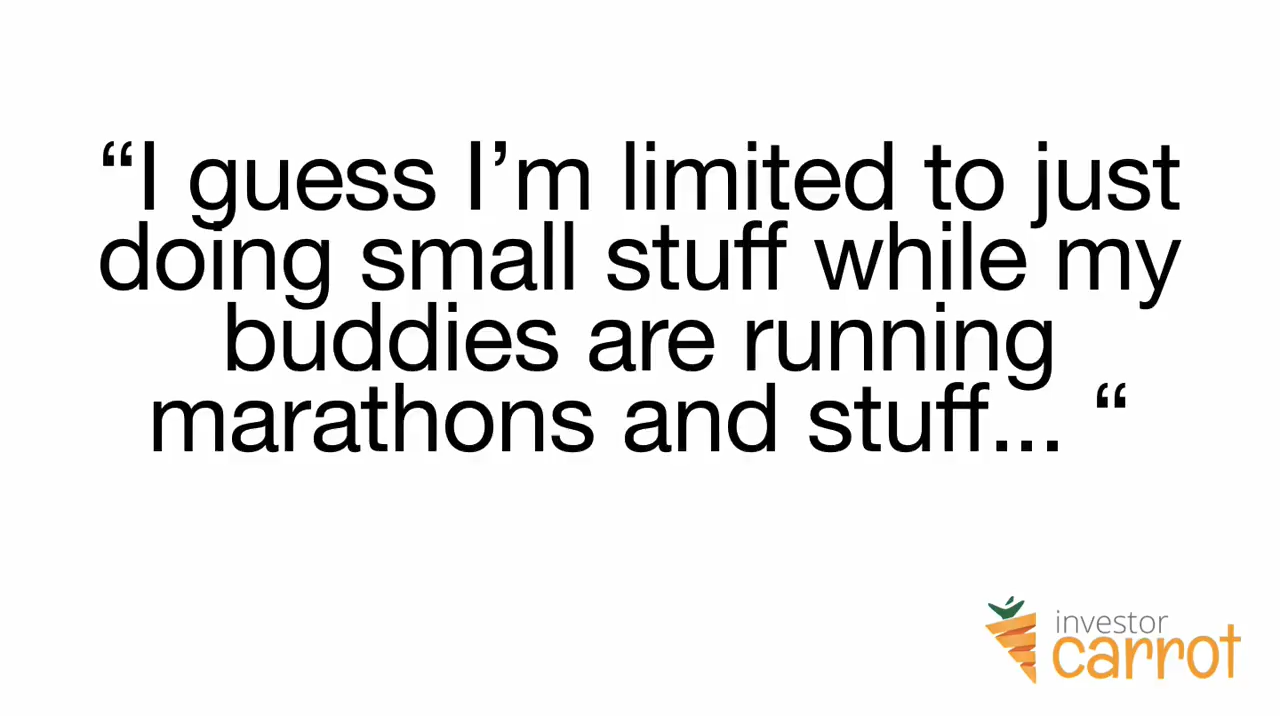 “I guess I’m limited to just
doing small stuff while my
buddies are running
marathons and stuff... “
investor
carrot